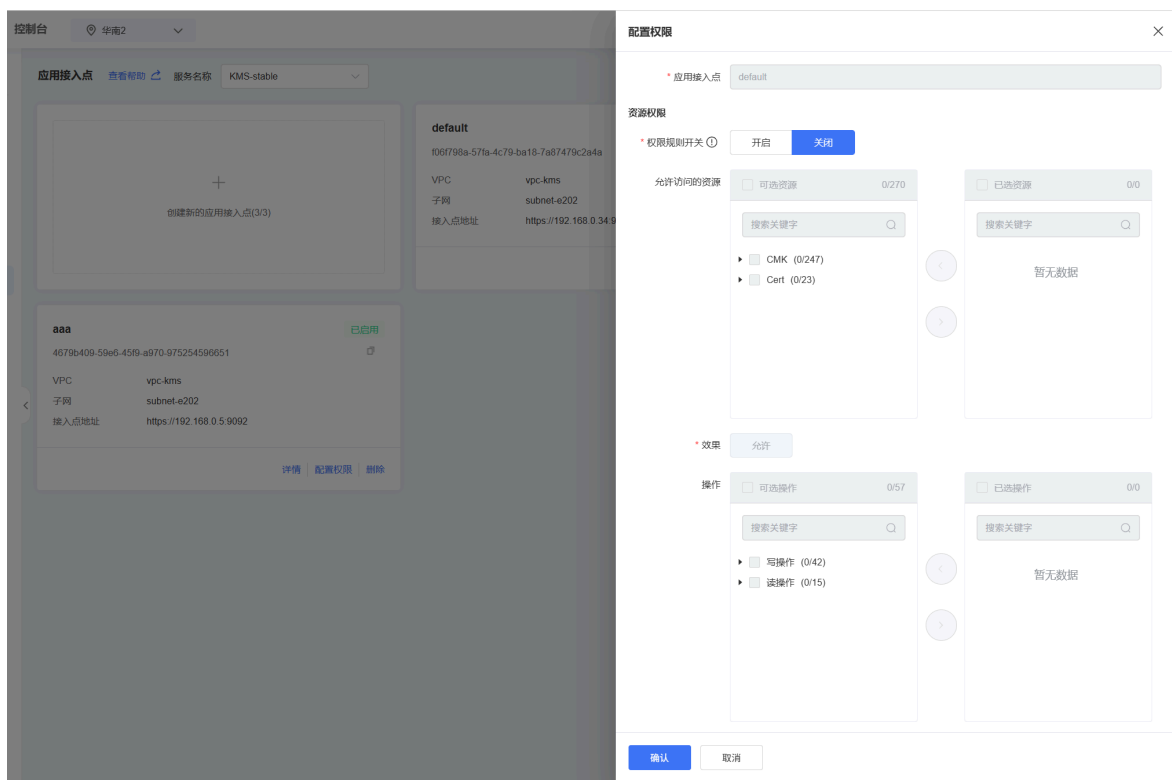 控制台 华南2
应用接入点 查看帮助 服务名称 KMS-stable
创建新的应用接入点(3/3)
default
f06f798a-57fa-4c79-ba18-7a87479c2a4a
VPC vpc-kms
子网 subnet-e202
接入点地址 https://192.168.0.34:9
aaa 已启用
4679b409-59e6-45f9-a970-975254596651
VPC vpc-kms
子网 subnet-e202
接入点地址 https://192.168.0.5:9092
详情 配置权限 删除
配置权限
* 应用接入点 default
资源权限
* 权限规则开关 开启 关闭
允许访问的资源
可选资源 0/270
搜索关键字
CMK (0/247)
Cert (0/23)
已选资源 0/0
搜索关键字
暂无数据
* 效果 允许
操作
可选操作 0/57
搜索关键字
写操作 (0/42)
读操作 (0/15)
已选操作 0/0
搜索关键字
暂无数据
确认 取消